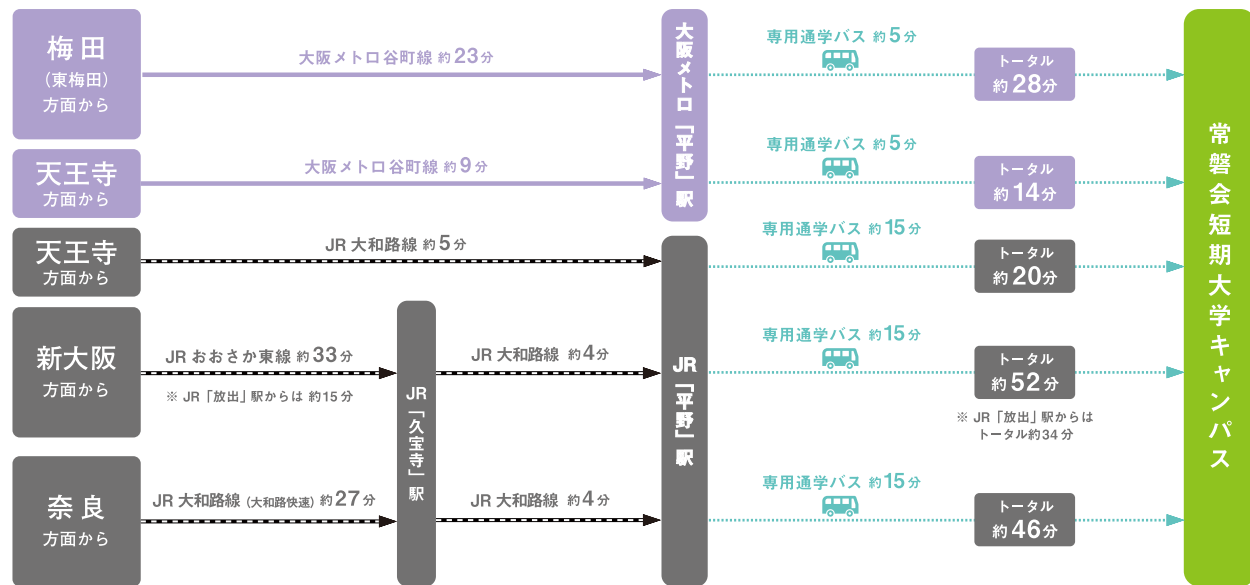 梅田
（東梅田）
方面から
大阪メトロ谷町線 約23分
大阪メトロ「平野」駅
専用通学バス 約5分
トータル
約28分
天王寺
方面から
大阪メトロ谷町線 約9分
専用通学バス 約5分
トータル
約14分
天王寺
方面から
JR 大和路線 約5分
JR「平野」駅
専用通学バス 約15分
トータル
約20分
新大阪
方面から
JR おおさか東線 約33分
※ JR「放出」駅からは 約15分
JR「久宝寺」駅
JR 大和路線 約4分
専用通学バス 約15分
トータル
約52分
※ JR「放出」駅からは
トータル約34分
奈良
方面から
JR 大和路線（大和路快速）約27分
JR 大和路線 約4分
専用通学バス 約15分
トータル
約46分
常磐会短期大学キャンパス